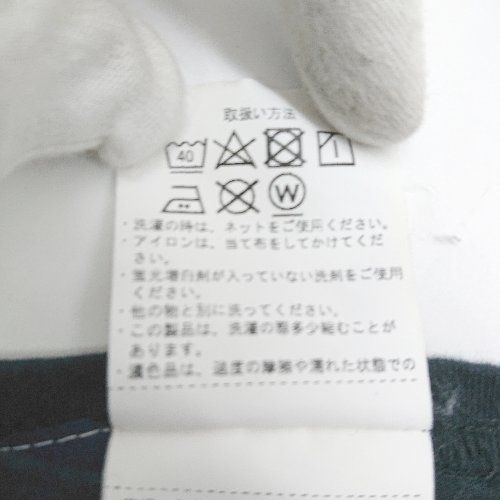 取扱い方法
40
W
・洗濯の時は、ネットをご使用ください。
・アイロンは、当て布をしてかけてくだ
さい。
・蛍光増白剤が入っていない洗剤をご使用
ください。
・他の物と別に洗ってください。
・この製品は、洗濯の際多少縮むことが
あります。
・濃色品は、過度の摩擦や濡れた状態での